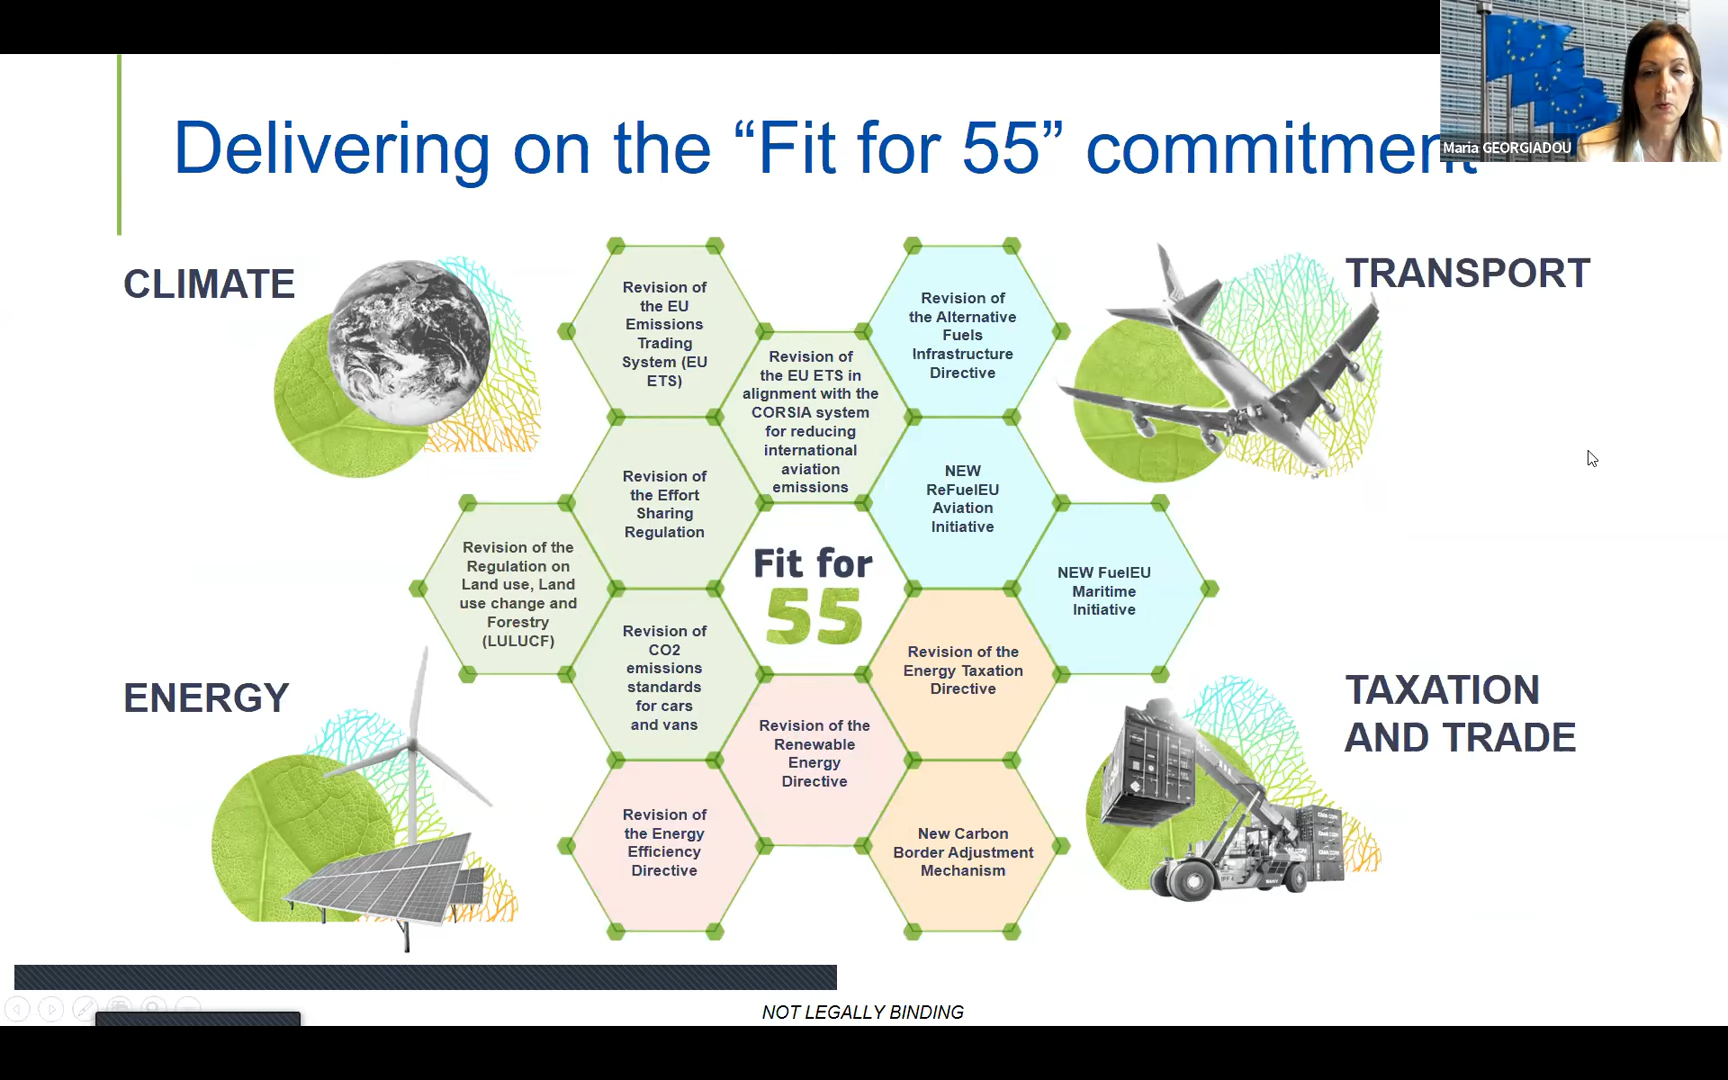 Delivering on the “Fit for 55” commitment
Maria GEORGIADOU
CLIMATE
TRANSPORT
ENERGY
TAXATION
AND TRADE
Revision of
the EU
Emissions
Trading
System (EU
ETS)
Revision of
the EU ETS in
alignment with the
CORSIA system
for reducing
international
aviation
emissions
Revision of
the Alternative
Fuels
Infrastructure
Directive
Revision of
the Effort
Sharing
Regulation
NEW
ReFuelEU
Aviation
Initiative
Revision of the
Regulation on
Land use, Land
use change and
Forestry
(LULUCF)
Fit for
55
NEW FuelEU
Maritime
Initiative
Revision of
CO2
emissions
standards
for cars
and vans
Revision of the
Energy Taxation
Directive
Revision of the
Renewable
Energy
Directive
Revision of
the Energy
Efficiency
Directive
New Carbon
Border Adjustment
Mechanism
NOT LEGALLY BINDING